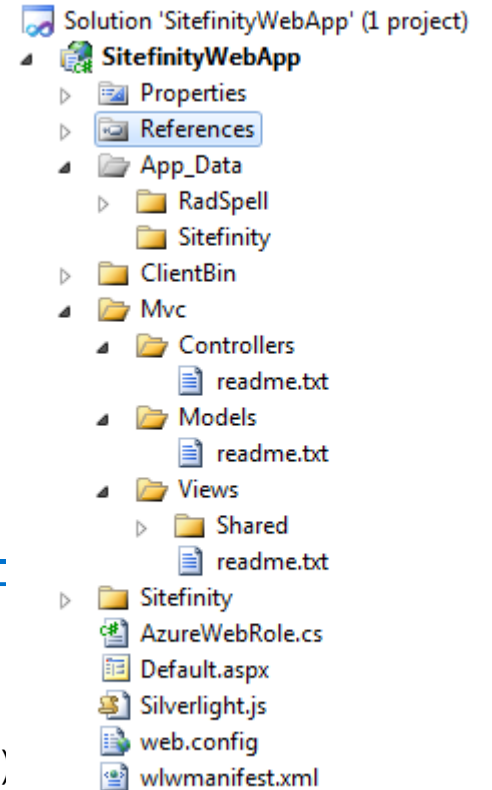 Solution 'SitefinityWebApp' (1 project)
SitefinityWebApp
Properties
References
App_Data
RadSpell
Sitefinity
ClientBin
Mvc
Controllers
readme.txt
Models
readme.txt
Views
Shared
readme.txt
Sitefinity
AzureWebRole.cs
Default.aspx
Silverlight.js
web.config
) wlwmanifest.xml